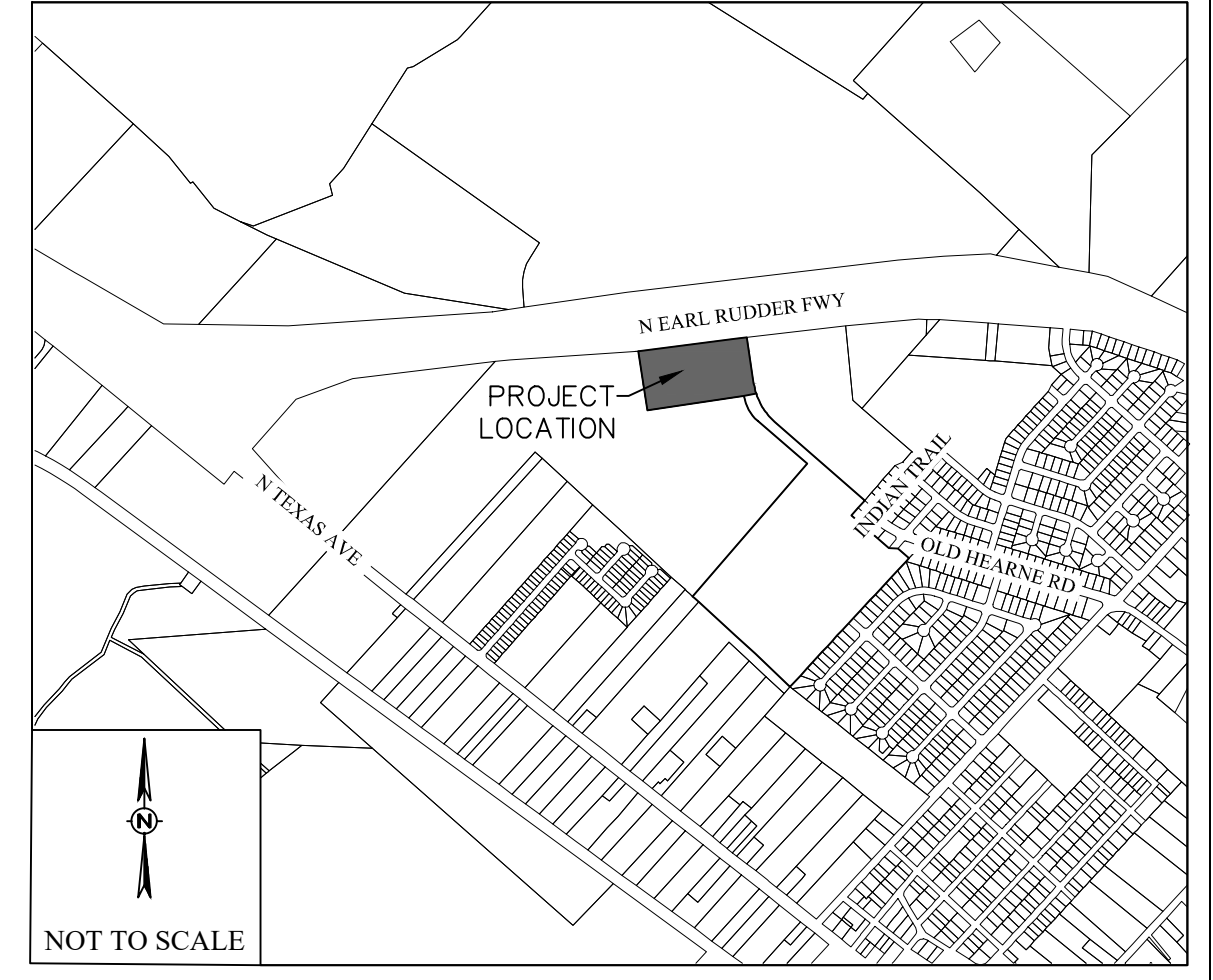 N EARL RUDDER FWY
PROJECT
LOCATION
INDIAN TRAIL
N TEXAS AVE
OLD HEARNE RD
N
NOT TO SCALE